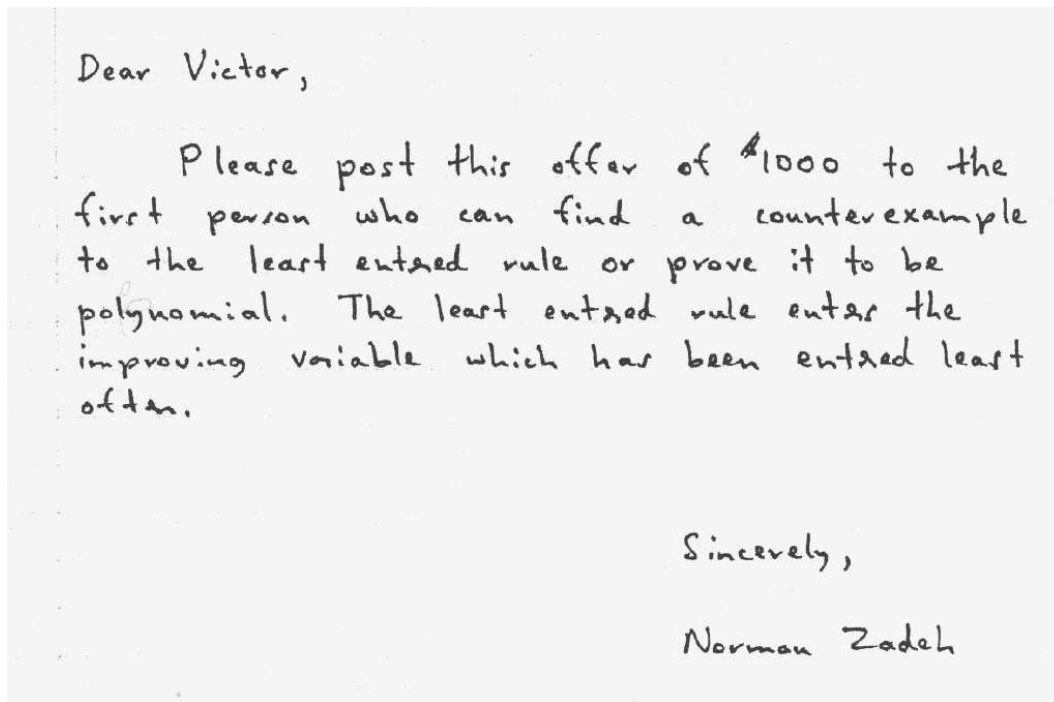 Dear Victor,
Please post this offer of $1000 to the
first person who can find a counterexample
to the least entered rule or prove it to be
polynomial. The least entered rule enters the
improving variable which has been entered least
often.
Sincerely,
Norman Zadeh